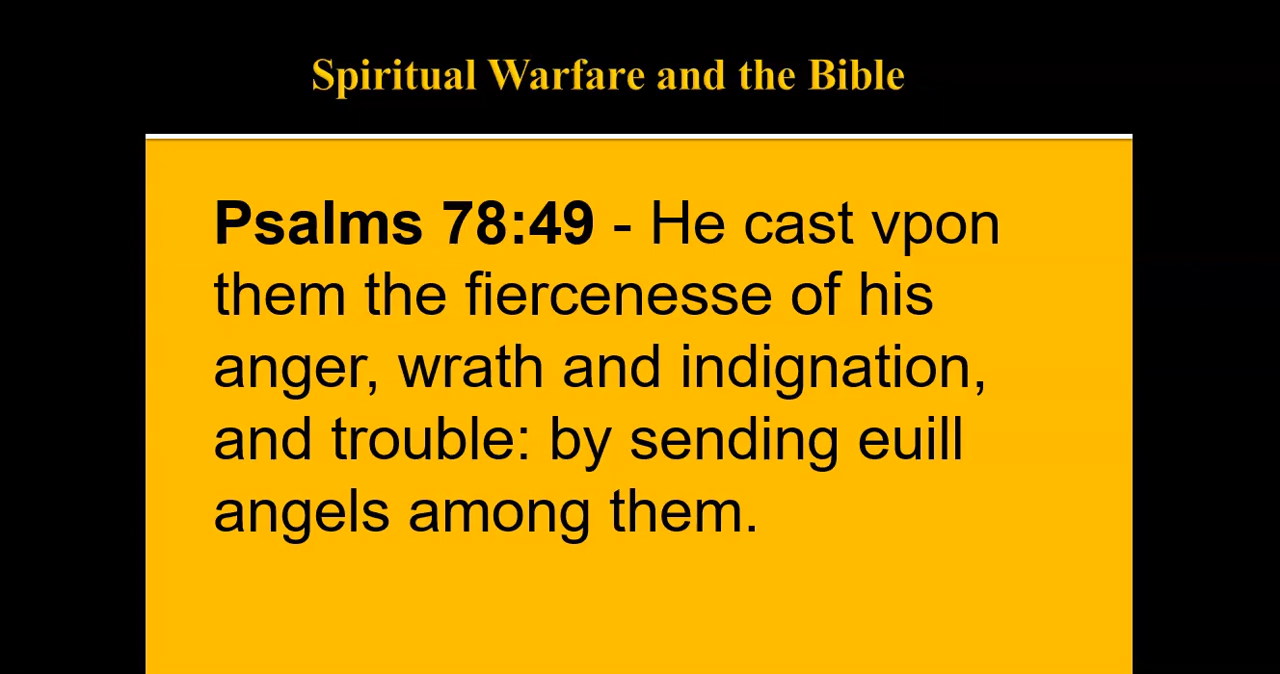 Spiritual Warfare and the Bible
Psalms 78:49 - He cast vpon
them the fiercenesse of his
anger, wrath and indignation,
and trouble: by sending euill
angels among them.